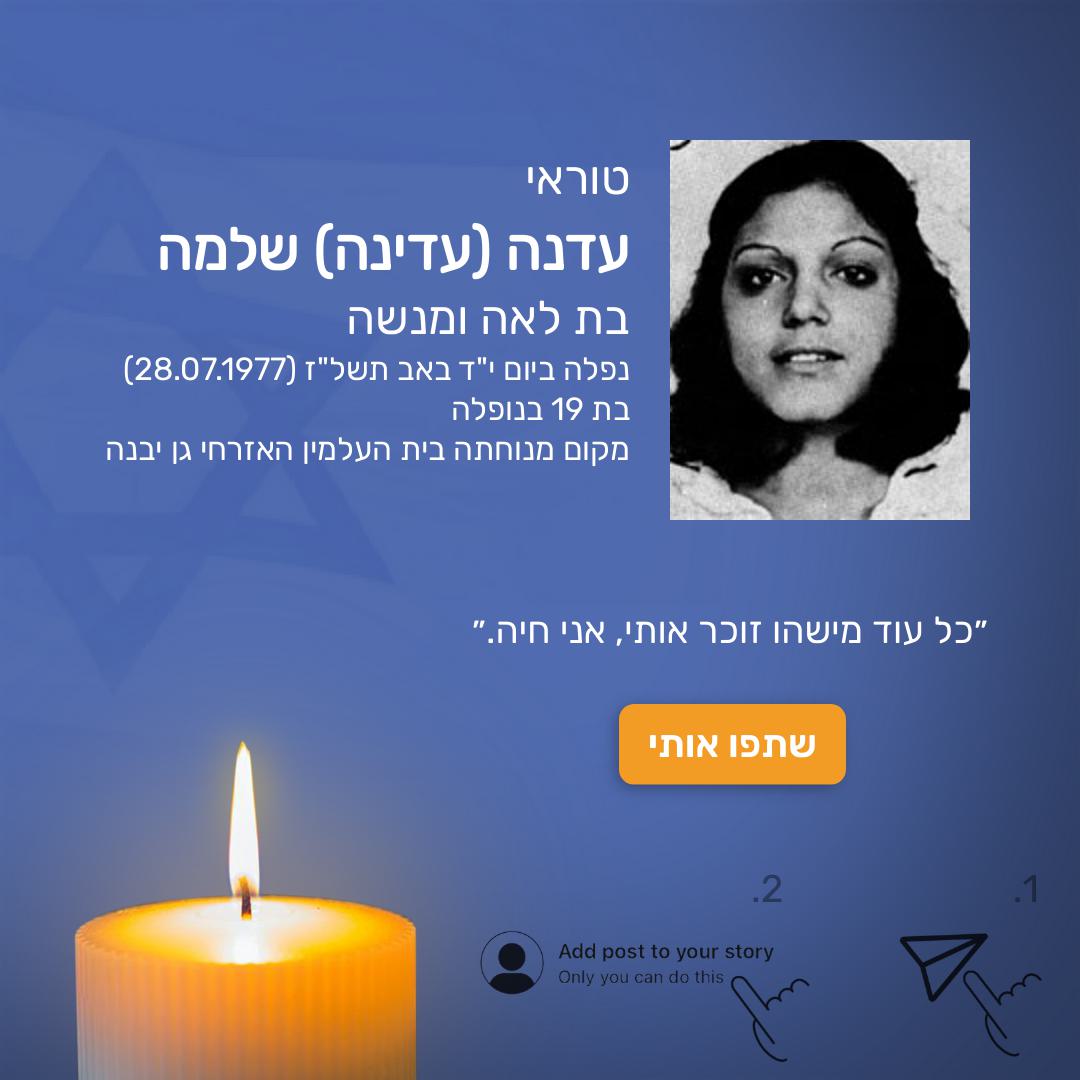 טוראי
עדנה (עדינה) שלמה
בת לאה ומנשה
נפלה ביום י"ד באב תשל"ז (28.07.1977)
בת 19 בנופלה
מקום מנוחתה בית העלמין האזרחי גן יבנה
״כל עוד מישהו זוכר אותי, אני חיה.״
שתפו אותי
.1
.2
Add post to your story
Only you can do this